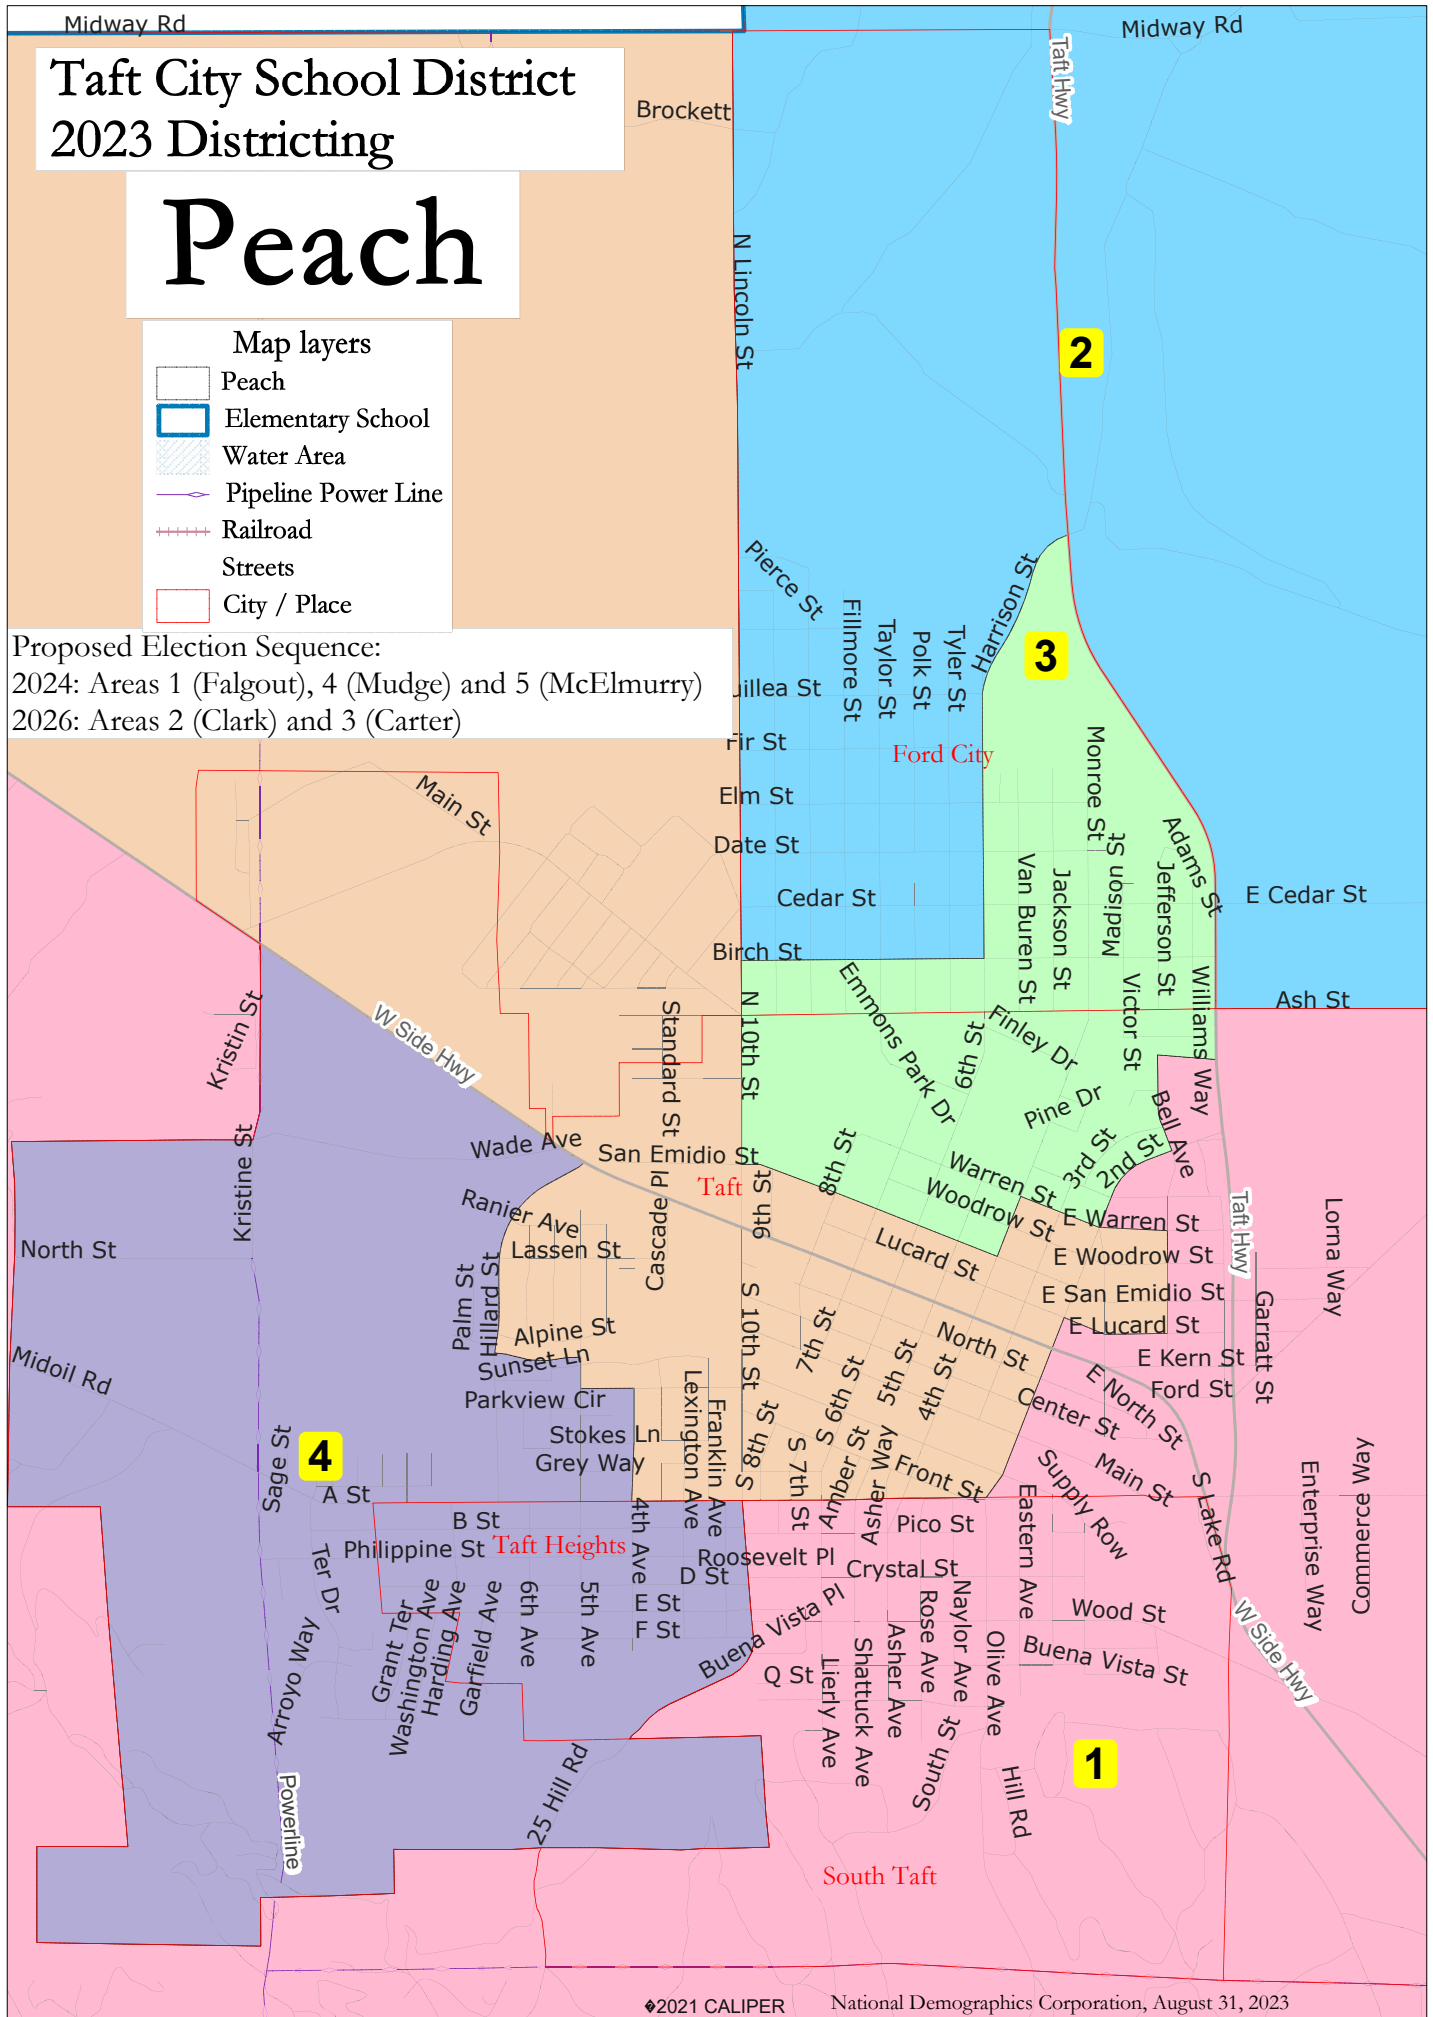 Midway Rd
Midway Rd
Taft Hwy
Taft City School District
2023 Districting
Brockett
Peach
N Lincoln St
Map layers
Peach
Elementary School
Water Area
Pipeline Power Line
Railroad
Streets
City / Place
2
Proposed Election Sequence:
2024: Areas 1 (Falgout), 4 (Mudge) and 5 (McElmurry)
2026: Areas 2 (Clark) and 3 (Carter)
Pierce St
Harrison St
Fillmore St
Taylor St
Polk St
Tyler St
3
uillea St
Fir St
Ford City
Monroe St
Main St
Elm St
Date St
Adams St
Madison St
Van Buren St
Jackson St
Jefferson St
Cedar St
E Cedar St
Birch St
Emmons Park Dr
Victor St
Williams Way
Kristin St
W Side Hwy
Standard St
N 10th St
6th St
Finley Dr
Ash St
Pine Dr
Bell Ave
Kristine St
Wade Ave
San Emidio St
8th St
3rd St
2nd St
Warren St
Taft
9th St
Woodrow St
Ranier Ave
Cascade Pl
E Warren St
Taft Hwy
Lorna Way
North St
Lassen St
Lucard St
E Woodrow St
Palm St
Hillard St
S 10th St
E San Emidio St
Garratt St
Alpine St
7th St
E Lucard St
Midoil Rd
Sunset Ln
North St
E Kern St
5th St
4th St
S 6th St
Parkview Cir
Lexington Ave
Franklin Ave
S 8th St
Center St
E North St
Ford St
Stokes Ln
Grey Way
4
Sage St
S 7th St
Amber St
Asher Way
Front St
Supply Row
Main St
S Lake Rd
Enterprise Way
Commerce Way
A St
B St
4th Ave
Pico St
Eastern Ave
Philippine St
Taft Heights
Roosevelt Pl
Crystal St
Ter Dr
D St
E St
F St
Grant Ter
Washington Ave
Harding Ave
Garfield Ave
6th Ave
5th Ave
Buena Vista Pl
Rose Ave
Naylor Ave
Wood St
W Side Hwy
Arroyo Way
Q St
Lierly Ave
Shattuck Ave
Asher Ave
Olive Ave
Buena Vista St
South St
25 Hill Rd
Hill Rd
1
Powerline
South Taft
�2021 CALIPER
National Demographics Corporation, August 31, 2023